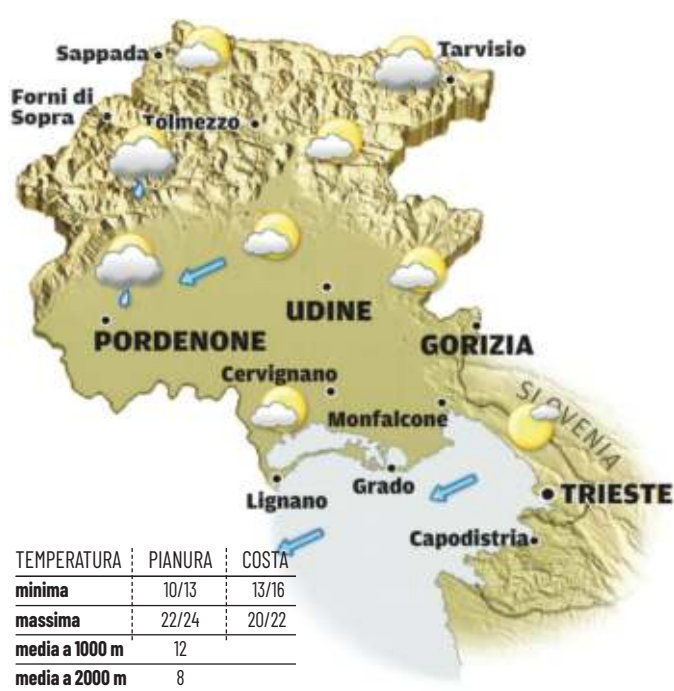 Sappada
Tarvisio
Forni di
Sopra
Tolmezzo
UDINE
PORDENONE
GORIZIA
Cervignano
SLOVENIA
Monfalcone
Grado
Lignano
TRIESTE
Capodistria
TEMPERATURA PIANURA COSTA
minima 10/13 13/16
massima 22/24 20/22
media a 1000 m 12
media a 2000 m 8